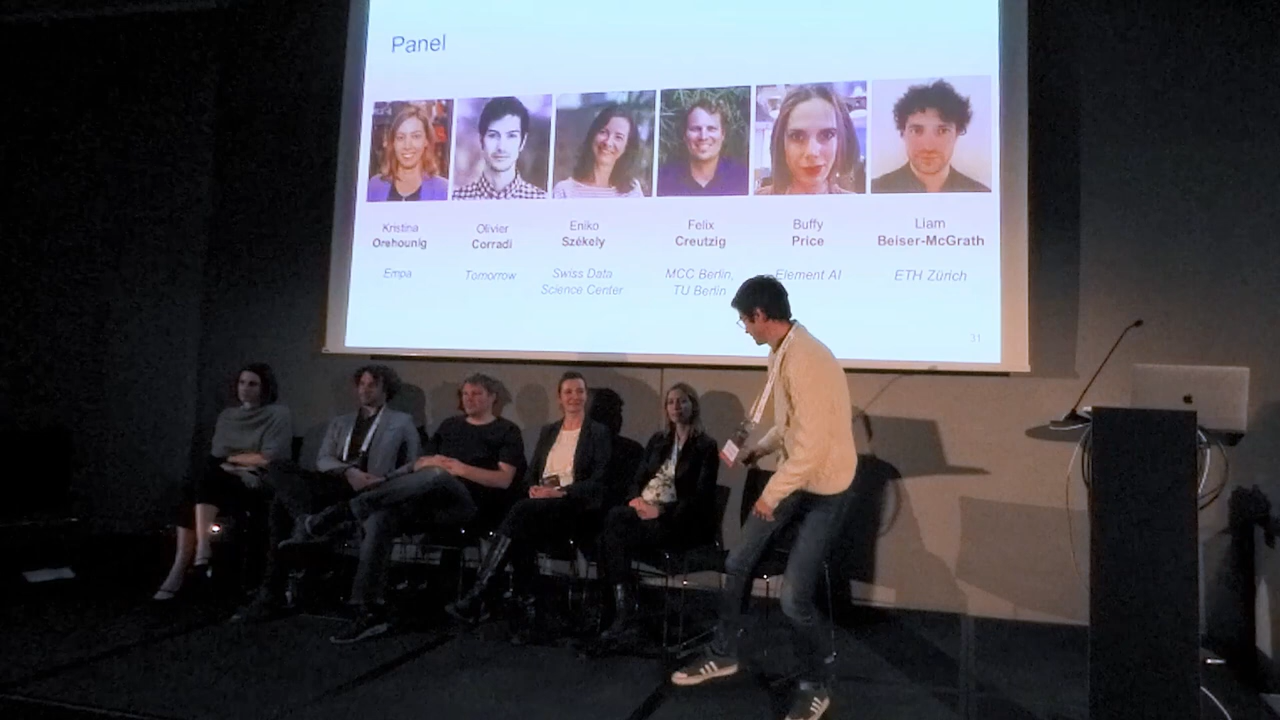 Panel
Kristina
Orehounig
Empa
Olivier
Corradi
Tomorrow
Eniko
Székely
Swiss Data
Science Center
Felix
Creutzig
MCC Berlin,
TU Berlin
Buffy
Price
Element AI
Liam
Beiser-McGrath
ETH Zürich
31